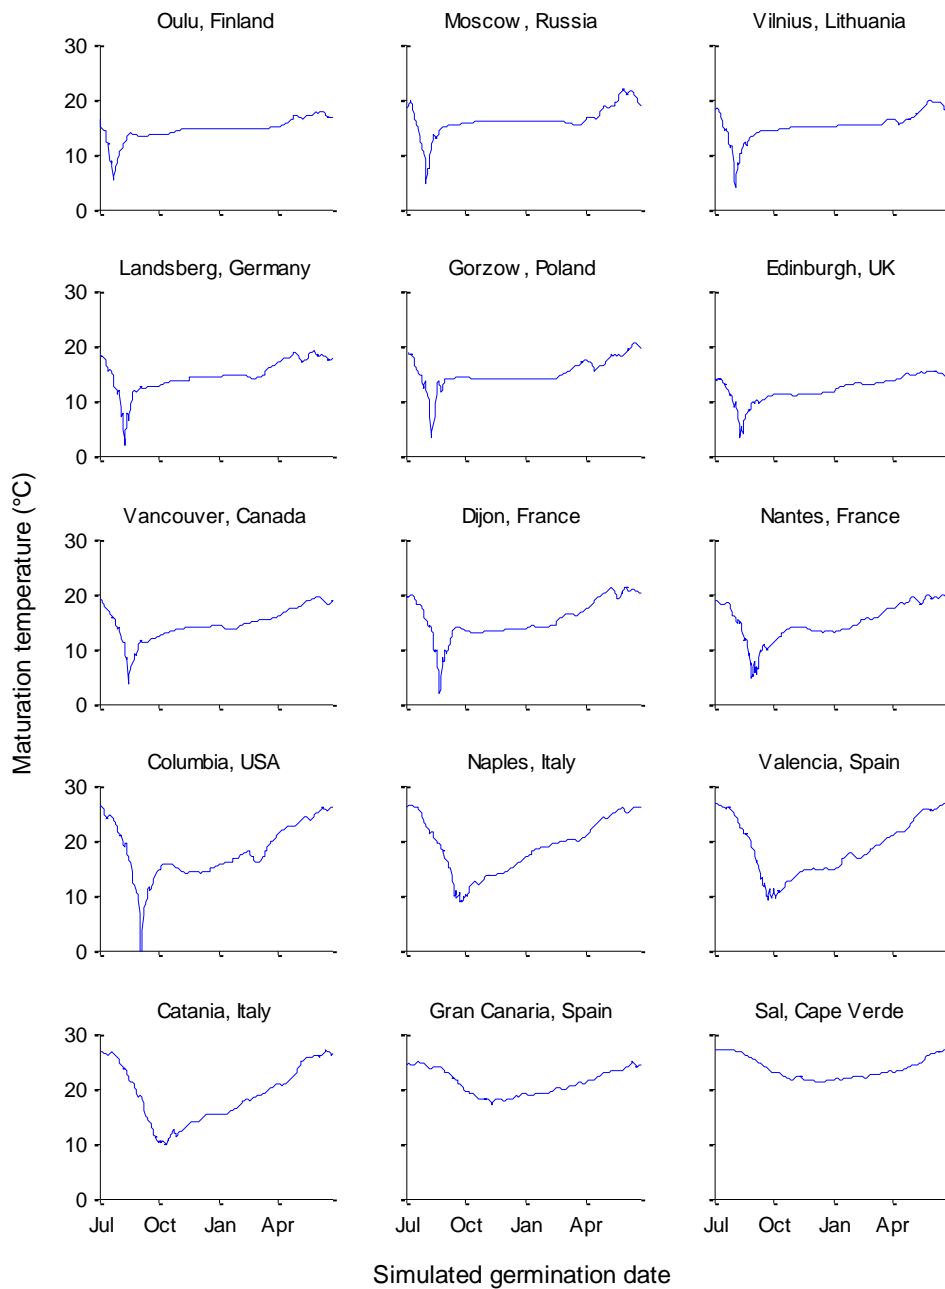 Oulu, Finland
Moscow, Russia
Vilnius, Lithuania
30
20
10
0
Landsberg, Germany
Gorzow, Poland
Edinburgh, UK
30
20
10
0
Vancouver, Canada
Dijon, France
Nantes, France
30
20
10
0
Columbia, USA
Naples, Italy
Valencia, Spain
30
20
10
0
Catania, Italy
Gran Canaria, Spain
Sal, Cape Verde
30
20
10
0
Jul Oct Jan Apr
Jul Oct Jan Apr
Jul Oct Jan Apr
Maturation temperature (°C)
Simulated germination date